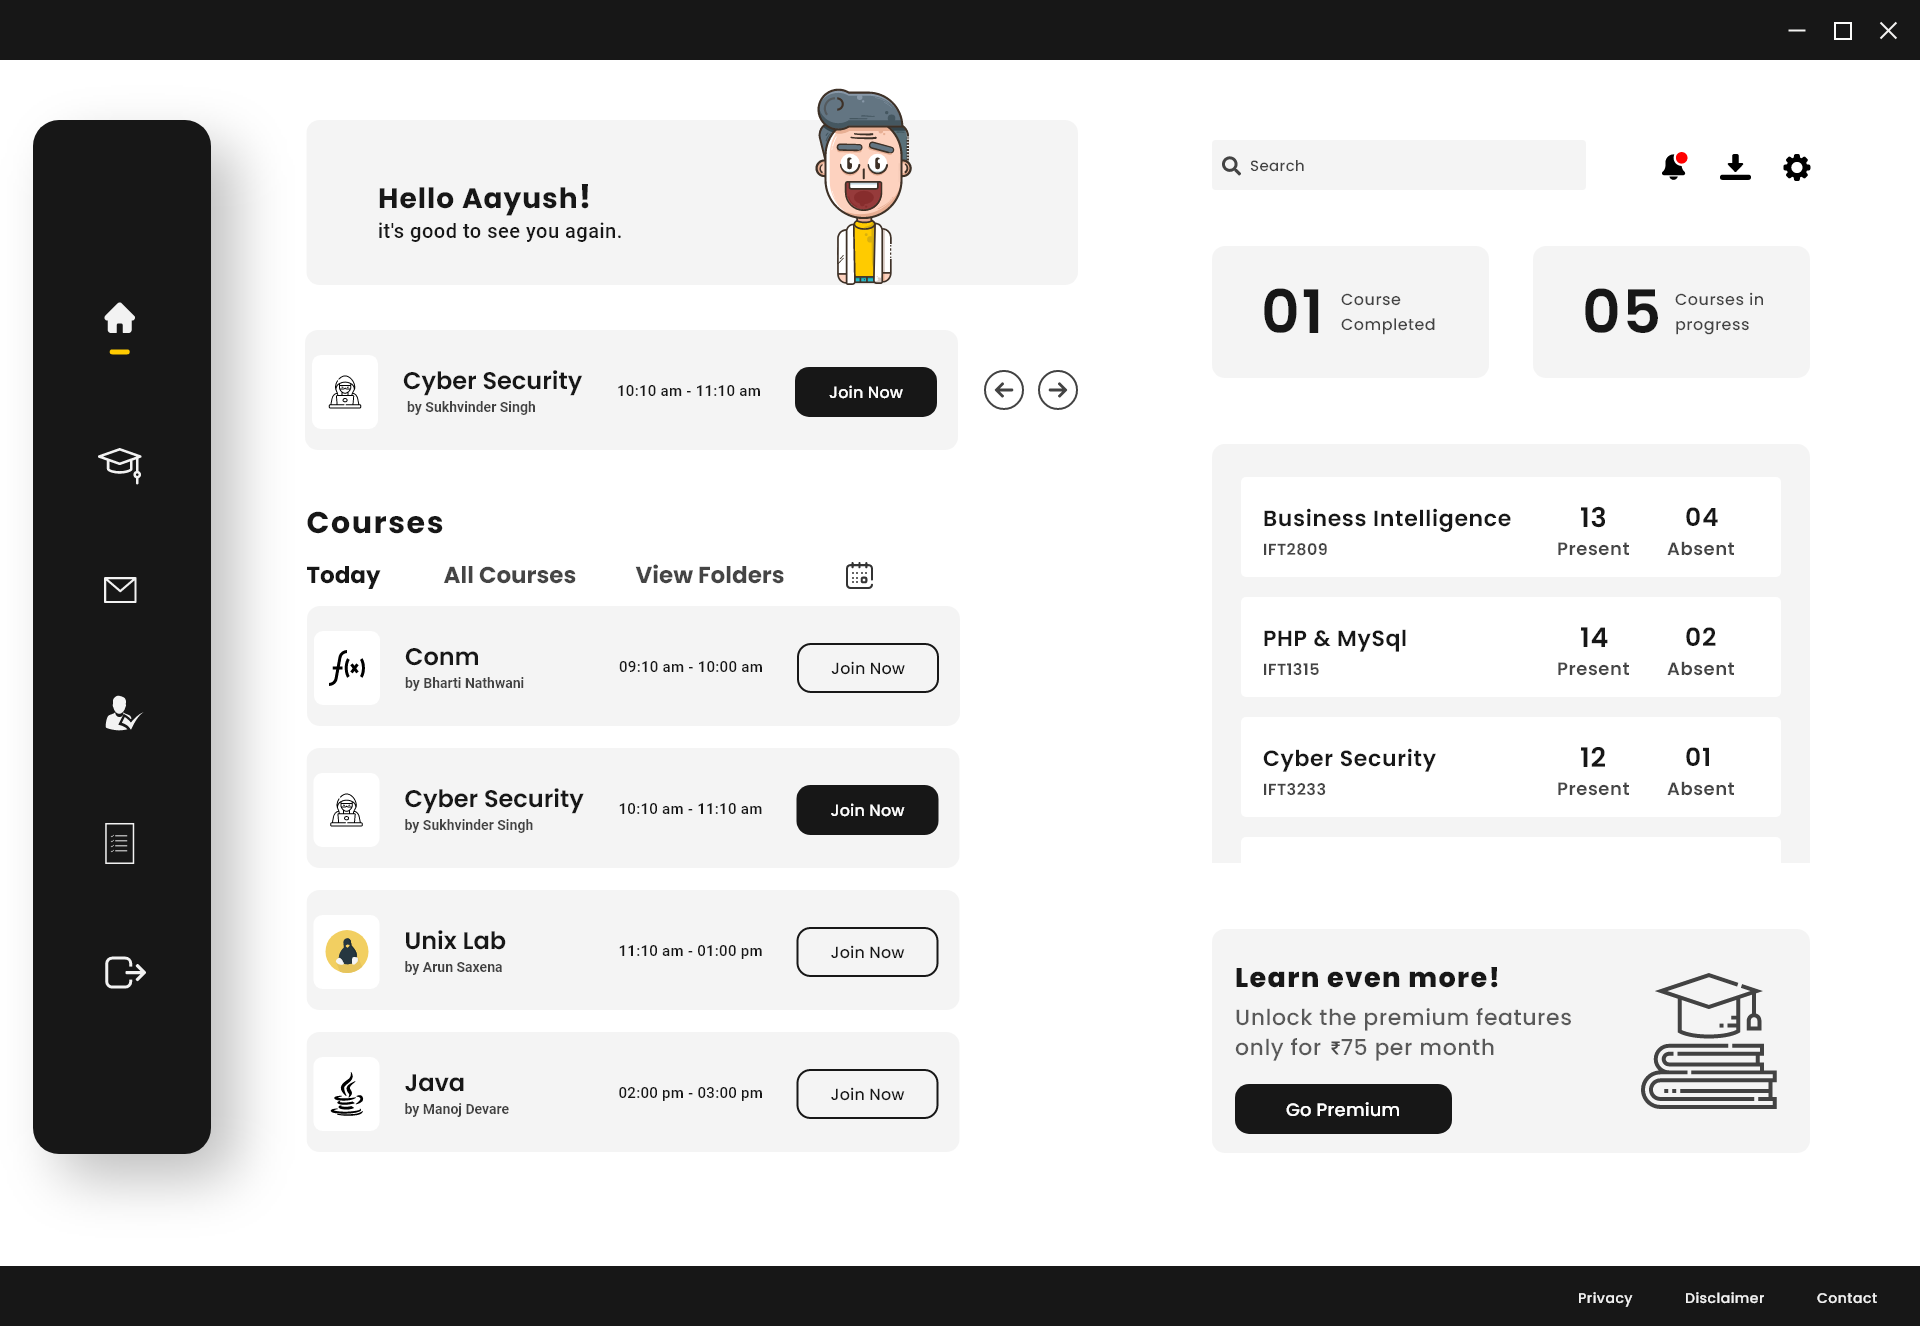 Hello Aayush!
it's good to see you again.
Search
01
Course
Completed
05
Courses in
progress
Cyber Security
by Sukhvinder Singh
10:10 am - 11:10 am
Join Now
Courses
Today
All Courses
View Folders
f(x)
Conm
by Bharti Nathwani
09:10 am - 10:00 am
Join Now
Cyber Security
by Sukhvinder Singh
10:10 am - 11:10 am
Join Now
Unix Lab
by Arun Saxena
11:10 am - 01:00 pm
Join Now
Java
by Manoj Devare
02:00 pm - 03:00 pm
Join Now
Business Intelligence
IFT2809
13
Present
04
Absent
PHP & MySql
IFT1315
14
Present
02
Absent
Cyber Security
IFT3233
12
Present
01
Absent
Learn even more!
Unlock the premium features
only for ₹75 per month
Go Premium
Privacy
Disclaimer
Contact